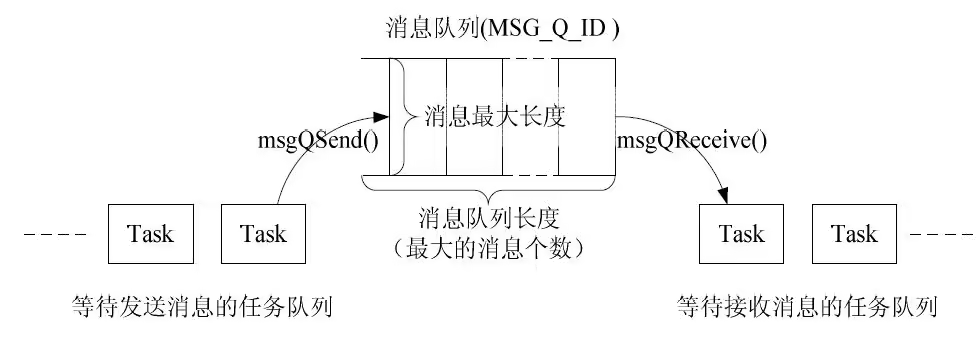 消息队列(MSG_Q_ID )
消息最大长度
msgQSend()
msgQReceive()
消息队列长度
（最大的消息个数）
Task
Task
Task
Task
等待发送消息的任务队列
等待接收消息的任务队列